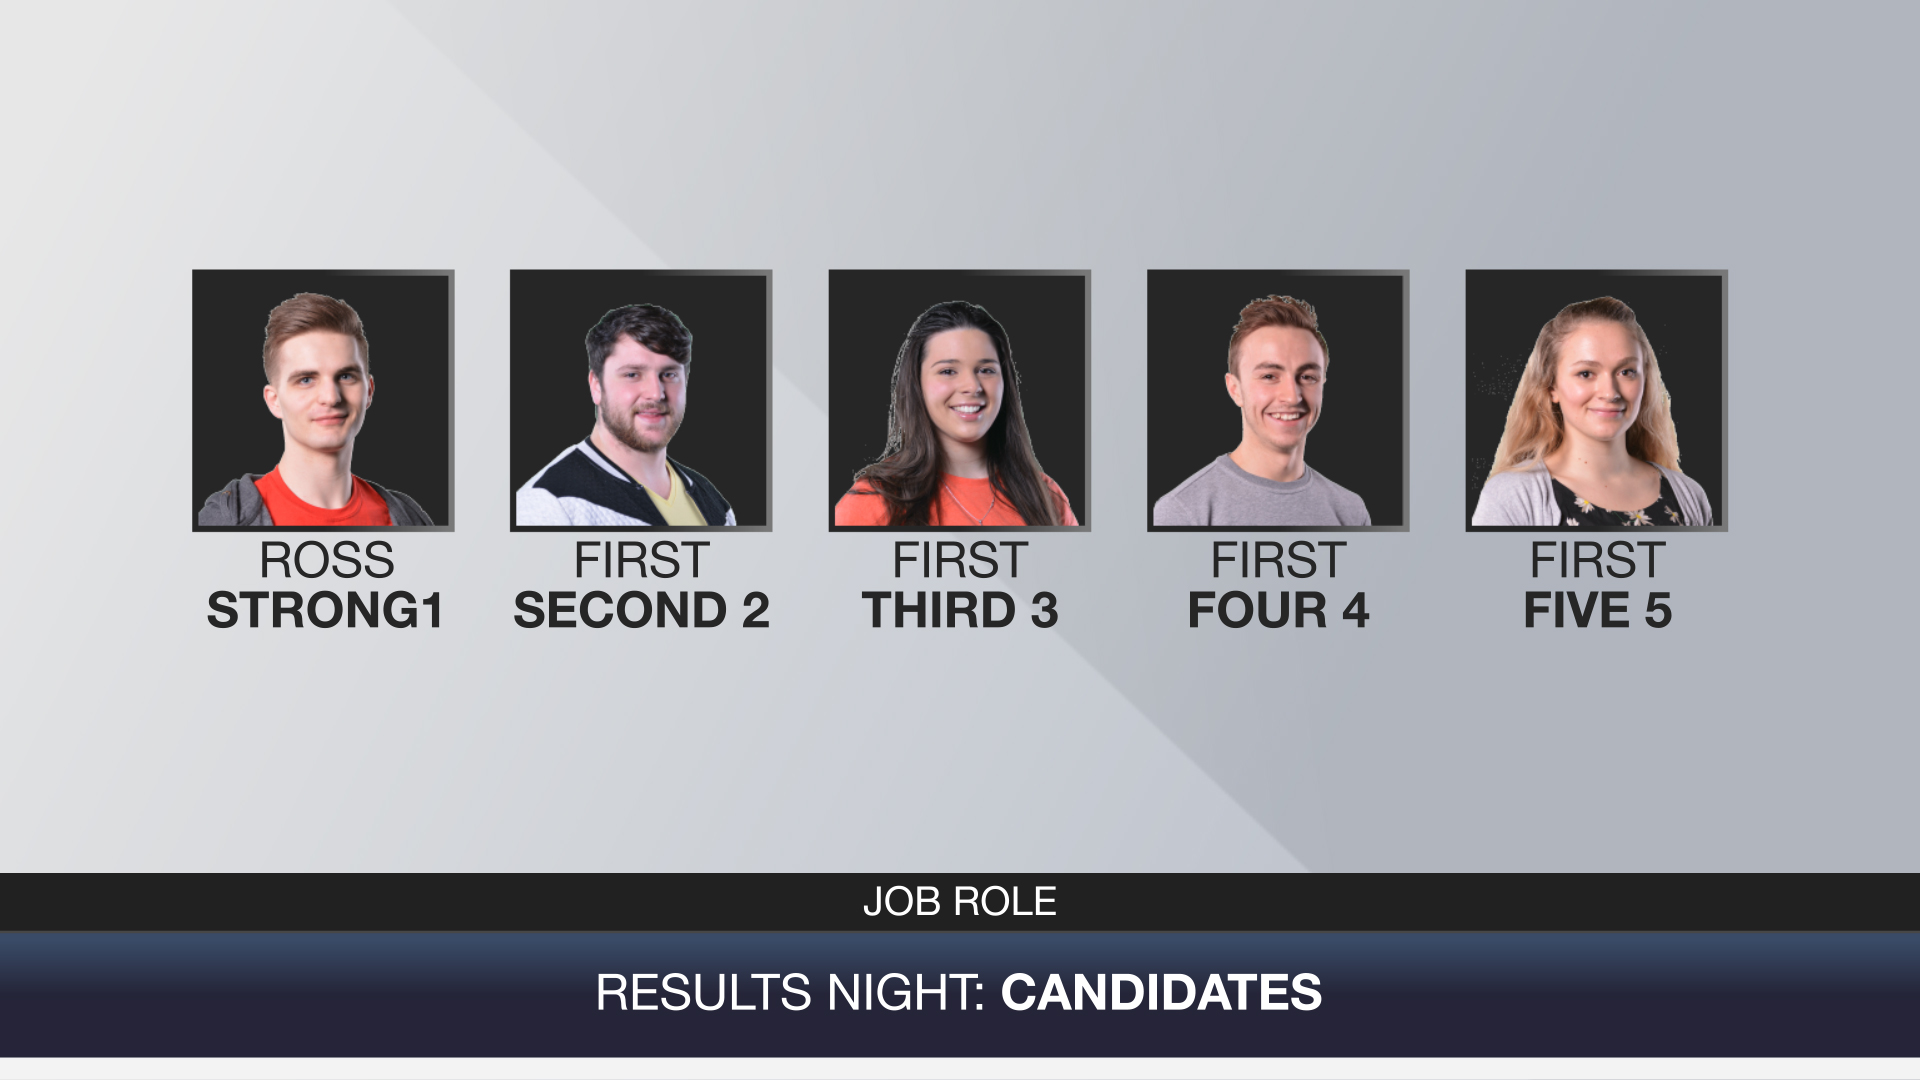 ROSS
STRONG1
FIRST
SECOND 2
FIRST
THIRD 3
FIRST
FOUR 4
FIRST
FIVE 5
JOB ROLE
RESULTS NIGHT: CANDIDATES